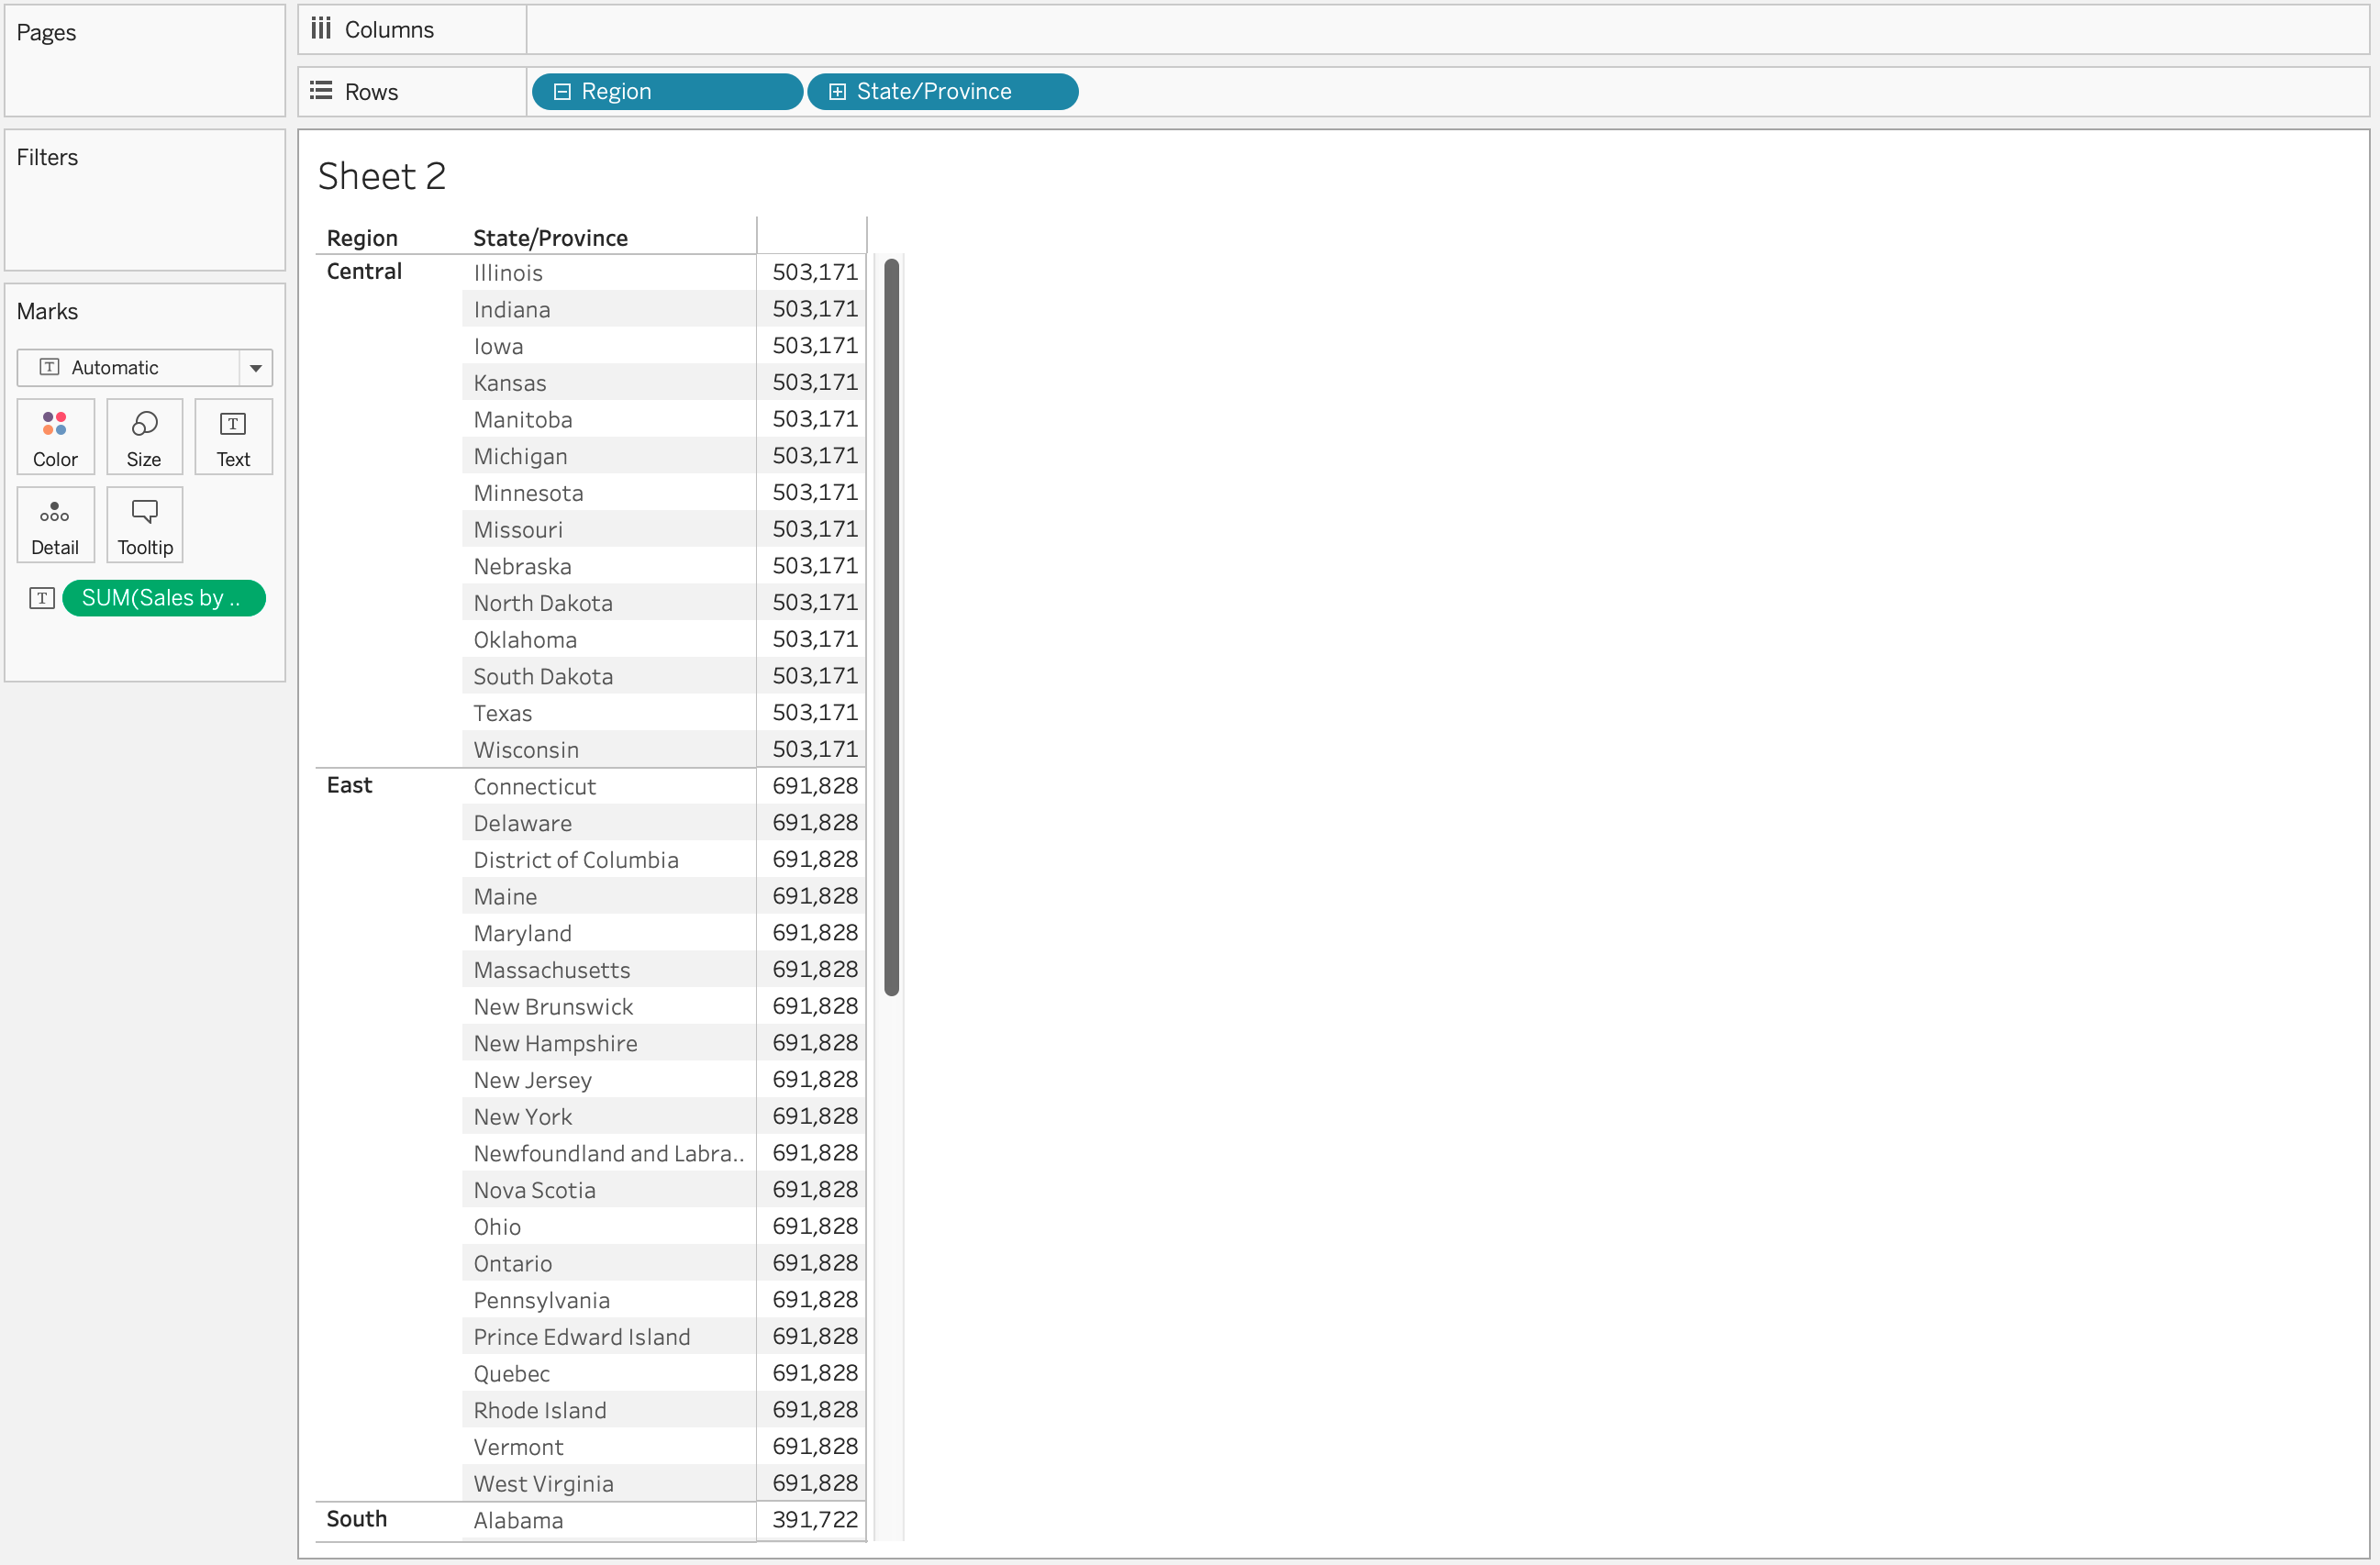 Pages
Columns
Rows
Region
State/Province
Filters
Marks
Automatic
Color
Size
Text
Detail
Tooltip
SUM(Sales by ..
Sheet 2
Region State/Province
Central Illinois 503,171
Indiana 503,171
Iowa 503,171
Kansas 503,171
Manitoba 503,171
Michigan 503,171
Minnesota 503,171
Missouri 503,171
Nebraska 503,171
North Dakota 503,171
Oklahoma 503,171
South Dakota 503,171
Texas 503,171
Wisconsin 503,171
East Connecticut 691,828
Delaware 691,828
District of Columbia 691,828
Maine 691,828
Maryland 691,828
Massachusetts 691,828
New Brunswick 691,828
New Hampshire 691,828
New Jersey 691,828
New York 691,828
Newfoundland and Labra.. 691,828
Nova Scotia 691,828
Ohio 691,828
Ontario 691,828
Pennsylvania 691,828
Prince Edward Island 691,828
Quebec 691,828
Rhode Island 691,828
Vermont 691,828
West Virginia 691,828
South Alabama 391,722